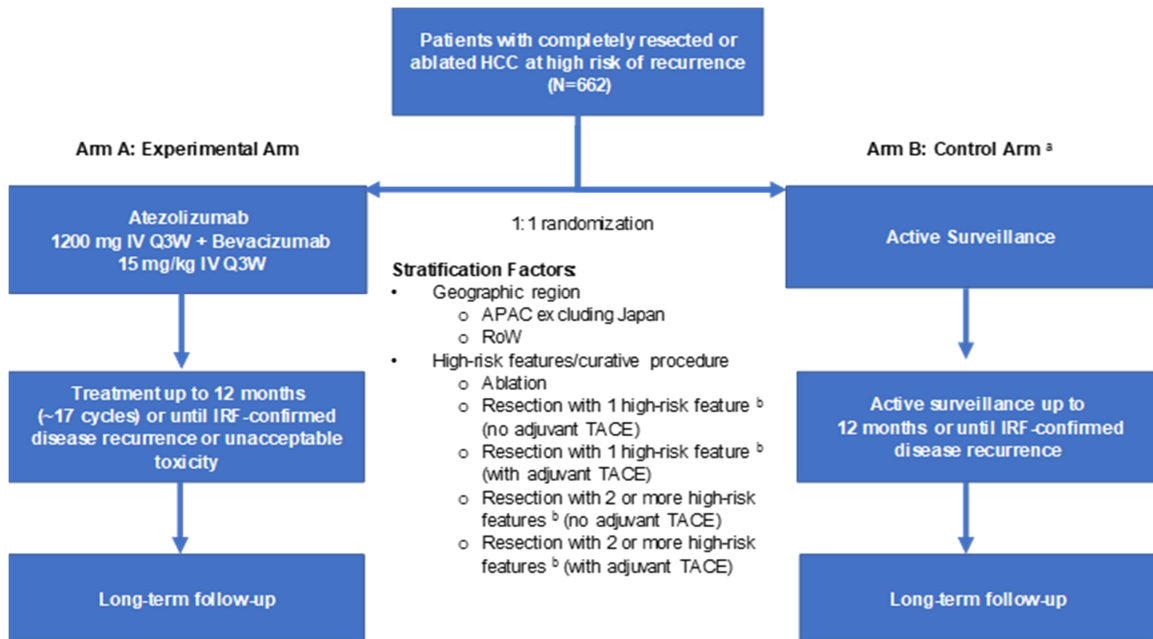 Patients with completely resected or
ablated HCC at high risk of recurrence
(N=662)
Arm A: Experimental Arm
Arm B: Control Arm ᵃ
Atezolizumab
1200 mg IV Q3W + Bevacizumab
15 mg/kg IV Q3W
1:1 randomization
Active Surveillance
Stratification Factors:
• Geographic region
o APAC excluding Japan
o RoW
• High-risk features/curative procedure
o Ablation
o Resection with 1 high-risk feature ᵇ
(no adjuvant TACE)
o Resection with 1 high-risk feature ᵇ
(with adjuvant TACE)
o Resection with 2 or more high-risk
features ᵇ (no adjuvant TACE)
o Resection with 2 or more high-risk
features ᵇ (with adjuvant TACE)
Treatment up to 12 months
(~17 cycles) or until IRF-confirmed
disease recurrence or unacceptable
toxicity
Active surveillance up to
12 months or until IRF-confirmed
disease recurrence
Long-term follow-up
Long-term follow-up